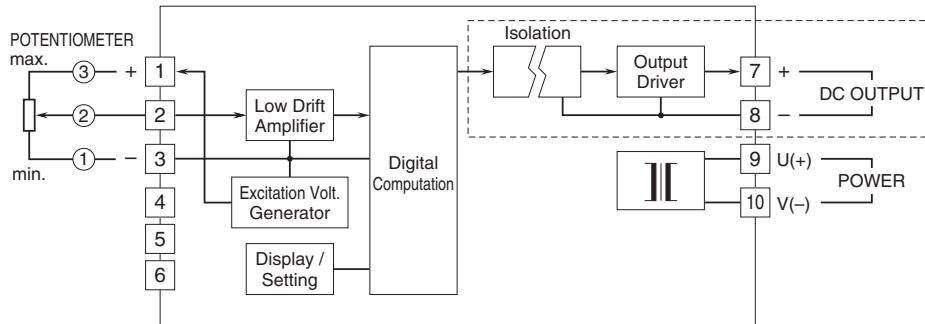 POTENTIOMETER
max.
3 + 1
2 2
1 − 3
min.
4
5
6
Low Drift
Amplifier
Excitation Volt.
Generator
Display /
Setting
Digital
Computation
Isolation
Output
Driver
7 +
8 −
DC OUTPUT
9 U(+)
10 V(–)
POWER